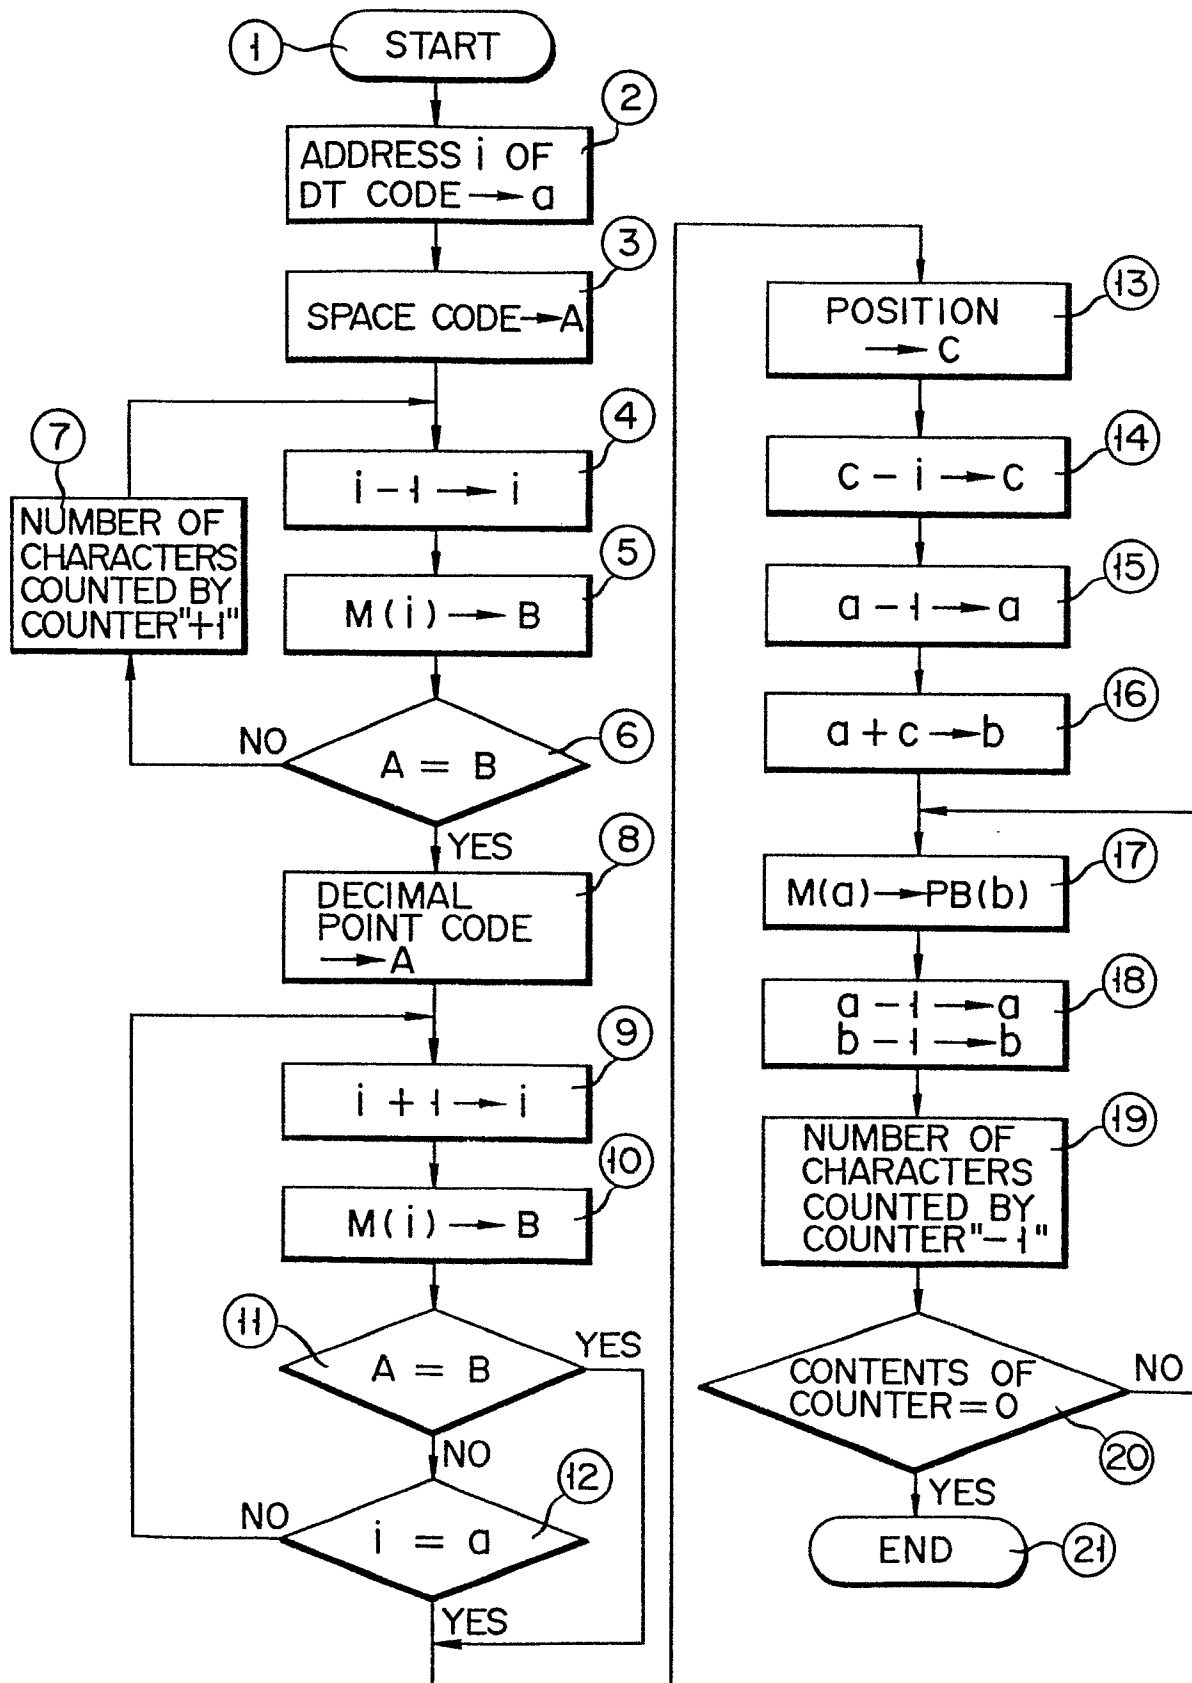 1
START
2
ADDRESS i OF
DT CODE → a
3
SPACE CODE → A
4
i - 1 → i
7
NUMBER OF
CHARACTERS
COUNTED BY
COUNTER "+1"
5
M(i) → B
6
NO
A = B
YES
8
DECIMAL
POINT CODE
→ A
9
i + 1 → i
10
M(i) → B
11
A = B
YES
NO
12
NO
i = a
YES
13
POSITION
→ C
14
C - i → C
15
a - 1 → a
16
a + c → b
17
M(a) → PB(b)
18
a - 1 → a
b - 1 → b
19
NUMBER OF
CHARACTERS
COUNTED BY
COUNTER "-1"
CONTENTS OF
COUNTER = 0
NO
20
YES
END
21